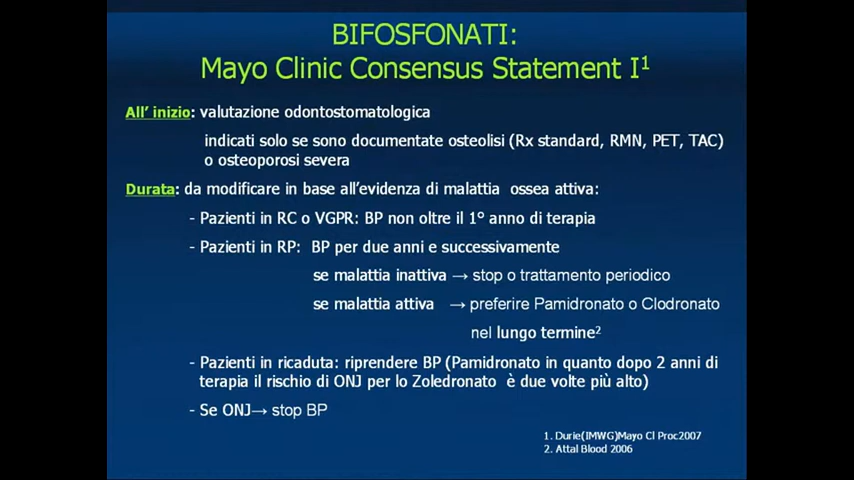 BIFOSFONATI:
Mayo Clinic Consensus Statement I¹
All' inizio: valutazione odontostomatologica
indicati solo se sono documentate osteolisi (Rx standard, RMN, PET, TAC)
o osteoporosi severa
Durata: da modificare in base all'evidenza di malattia ossea attiva:
- Pazienti in RC o VGPR: BP non oltre il 1° anno di terapia
- Pazienti in RP: BP per due anni e successivamente
se malattia inattiva → stop o trattamento periodico
se malattia attiva → preferire Pamidronato o Clodronato
nel lungo termine²
- Pazienti in ricaduta: riprendere BP (Pamidronato in quanto dopo 2 anni di
terapia il rischio di ONJ per lo Zoledronato è due volte più alto)
- Se ONJ→ stop BP
1. Durie(IMWG)Mayo Cl Proc2007
2. Attal Blood 2006